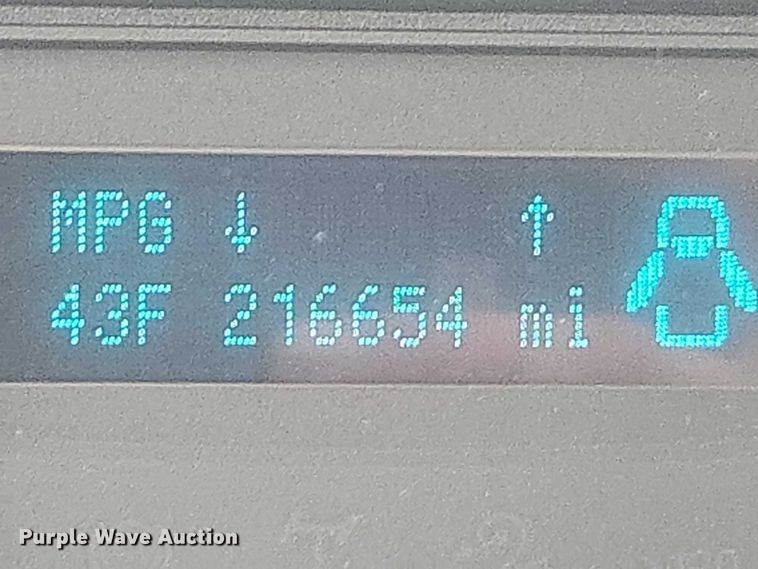 MPG ↓ ↑
43F 216654 mi
Purple Wave Auction